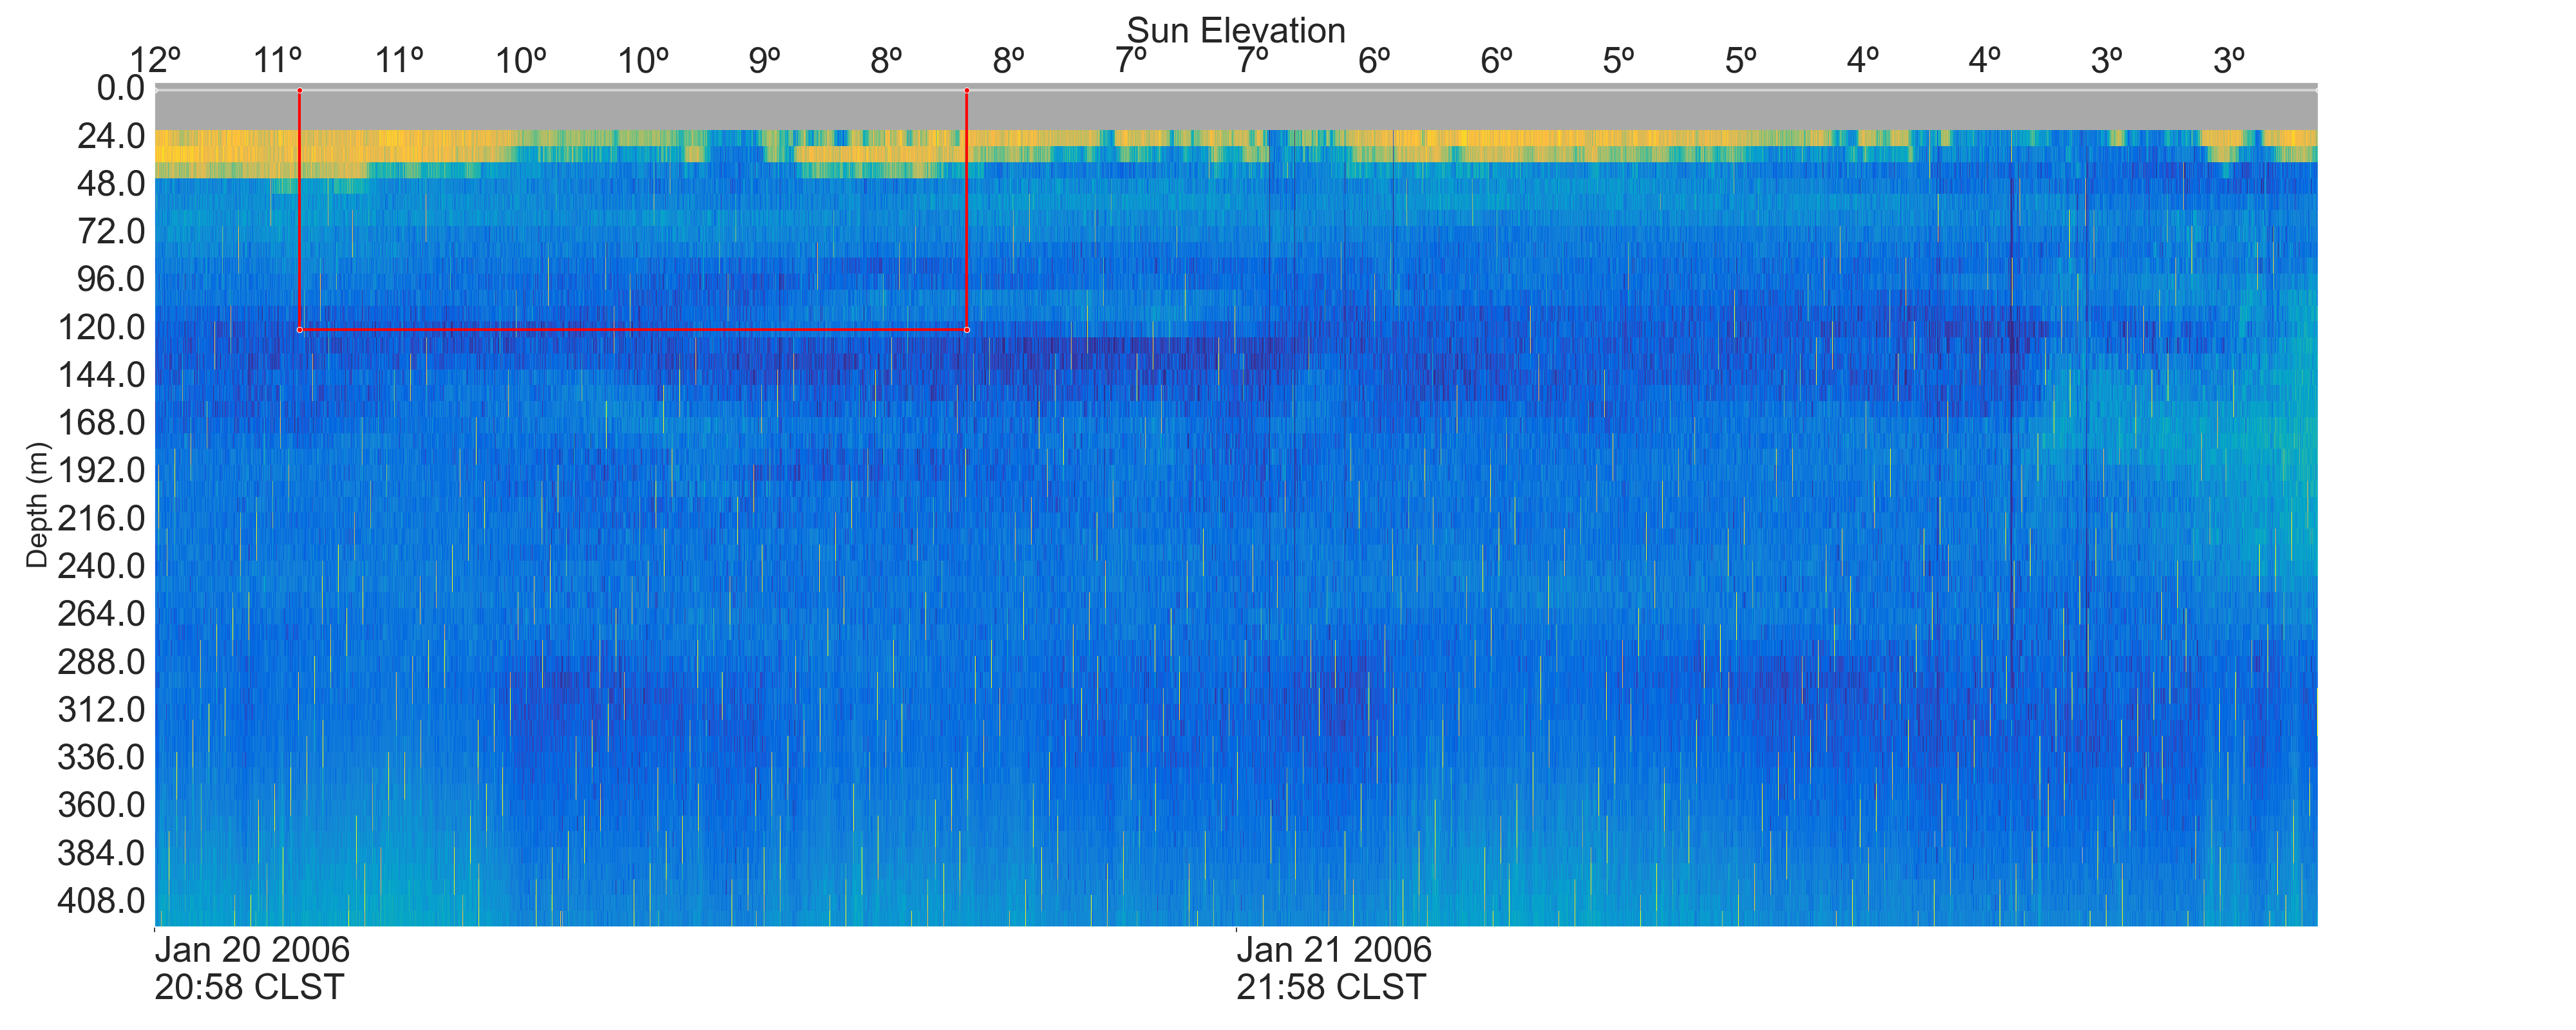 Sun Elevation
12º 11º 11º 10º 10º 9º 8º 8º 7º 7º 6º 6º 5º 5º 4º 4º 3º 3º
0.0
24.0
48.0
72.0
96.0
120.0
144.0
168.0
192.0
216.0
240.0
264.0
288.0
312.0
336.0
360.0
384.0
408.0
Depth (m)
Jan 20 2006
20:58 CLST
Jan 21 2006
21:58 CLST